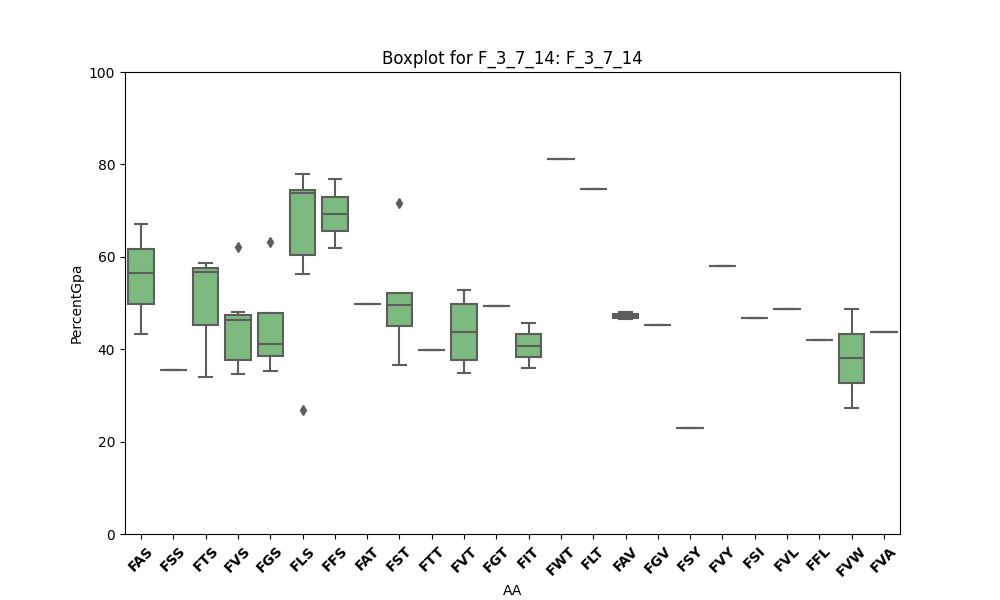 Boxplot for F_3_7_14: F_3_7_14
100
80
60
40
20
0
PercentGpa
FAS FSS FTS FVS FGS FLS FFS FAT FST FTT FVT FGT FIT FWT FLT FAV FGV FSY FVY FSI FVL FFL FVW FVA
AA